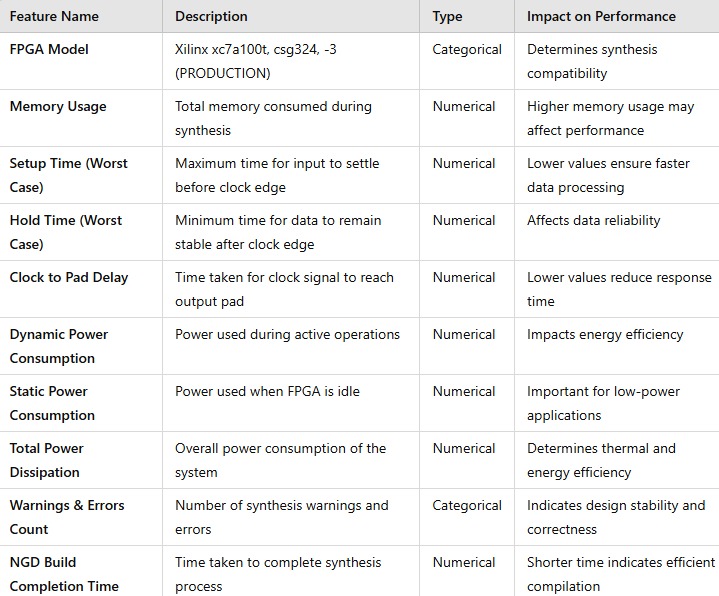 Feature Name Description Type Impact on Performance
FPGA Model Xilinx xc7a100t, csg324, -3 Categorical Determines synthesis
(PRODUCTION) compatibility
Memory Usage Total memory consumed during Numerical Higher memory usage may
synthesis affect performance
Setup Time (Worst Maximum time for input to settle Numerical Lower values ensure faster
Case) before clock edge data processing
Hold Time (Worst Minimum time for data to remain Numerical Affects data reliability
Case) stable after clock edge
Clock to Pad Delay Time taken for clock signal to reach Numerical Lower values reduce response
output pad time
Dynamic Power Power used during active operations Numerical Impacts energy efficiency
Consumption
Static Power Power used when FPGA is idle Numerical Important for low-power
Consumption applications
Total Power Overall power consumption of the Numerical Determines thermal and
Dissipation system energy efficiency
Warnings & Errors Number of synthesis warnings and Categorical Indicates design stability and
Count errors correctness
NGD Build Time taken to complete synthesis Numerical Shorter time indicates efficient
Completion Time process compilation